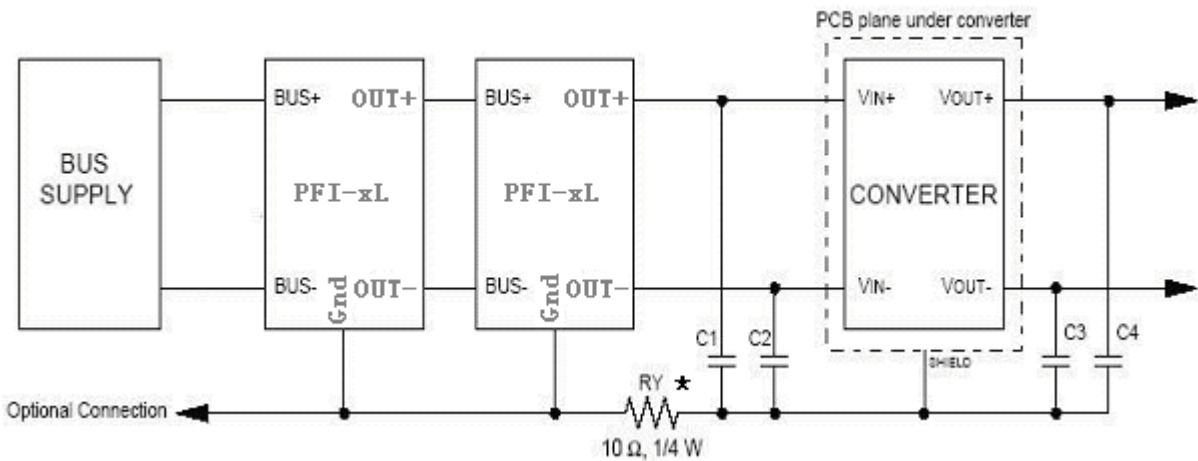 PCB plane under converter
BUS+ OUT+
BUS+ OUT+
VIN+ VOUT+
BUS
SUPPLY
PFI-xL
PFI-xL
CONVERTER
BUS- OUT-
Gnd
BUS- OUT-
Gnd
VIN- VOUT-
C1
C2
C3
C4
SHIELD
RY ★
Optional Connection
10 Ω, 1/4 W